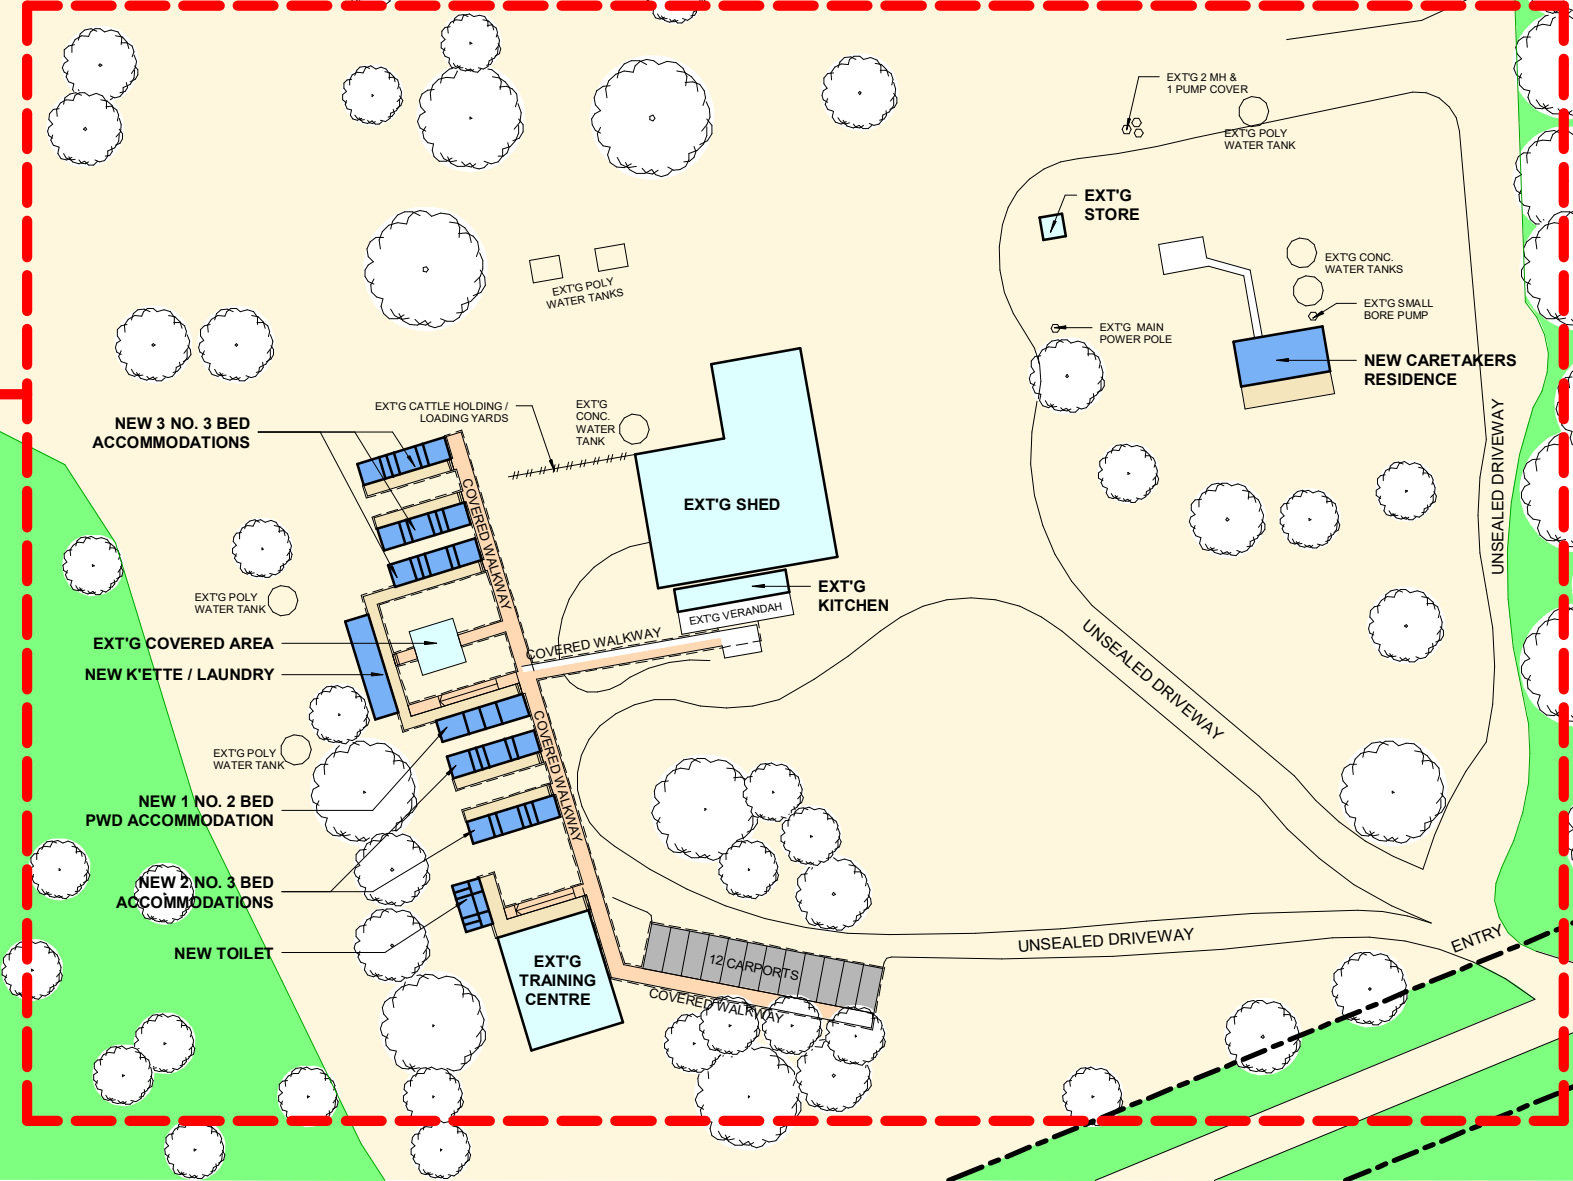 EXT'G 2 MH &
1 PUMP COVER
EXT'G POLY
WATER TANK
EXT'G
STORE
EXT'G CONC.
WATER TANKS
EXT'G POLY
WATER TANKS
EXT'G SMALL
BORE PUMP
EXT'G  MAIN
POWER POLE
NEW CARETAKERS
RESIDENCE
EXT'G CATTLE HOLDING /
LOADING YARDS
EXT'G
CONC.
WATER
TANK
NEW 3 NO. 3 BED
ACCOMMODATIONS
UNSEALED DRIVEWAY
COVERED WALKWAY
EXT'G SHED
EXT'G
KITCHEN
EXT'G VERANDAH
EXT'G POLY
WATER TANK
EXT'G COVERED AREA
COVERED WALKWAY
NEW K'ETTE / LAUNDRY
UNSEALED DRIVEWAY
COVERED WALKWAY
EXT'G POLY
WATER TANK
NEW 1 NO. 2 BED
PWD ACCOMMODATION
NEW 2 NO. 3 BED
ACCOMMODATIONS
NEW TOILET
EXT'G
TRAINING
CENTRE
12 CARPORTS
COVERED WALKWAY
UNSEALED DRIVEWAY
ENTRY